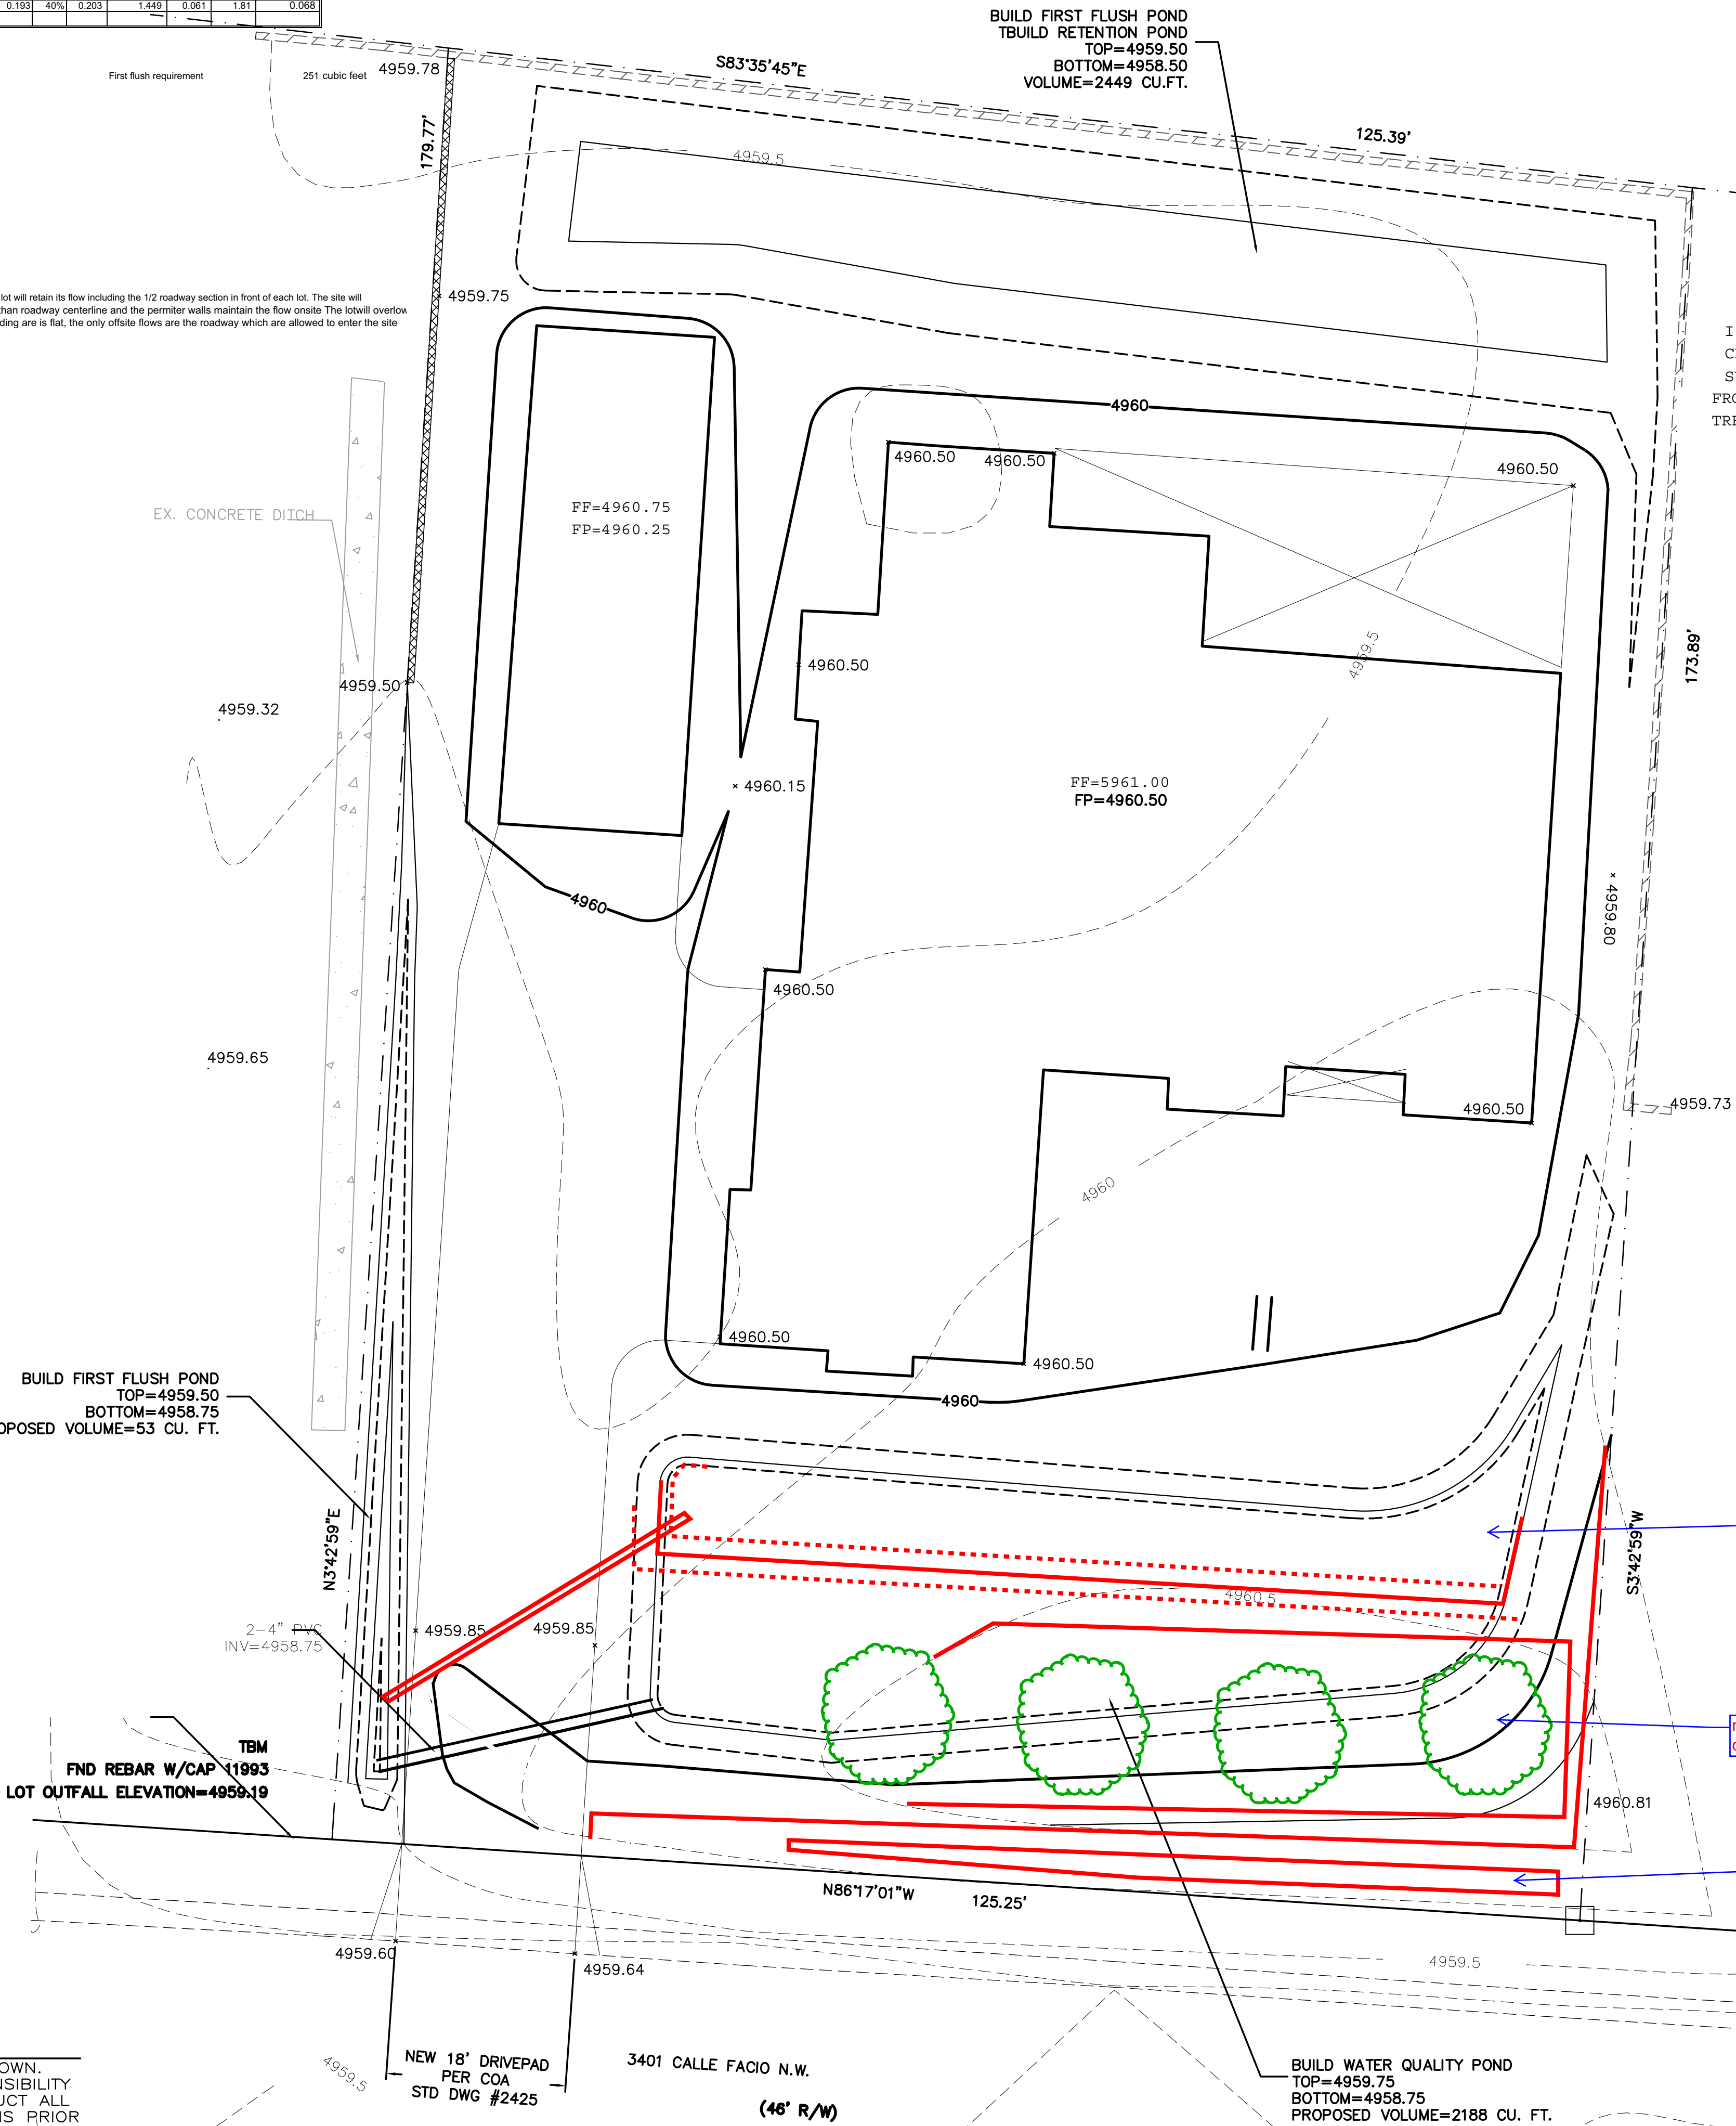 0.193 40% 0.203 1.449 0.061 1.81 0.068
First flush requirement 251 cubic feet
4959.78
S83°35'45"E
BUILD FIRST FLUSH POND
TBUILD RETENTION POND
TOP=4959.50
BOTTOM=4958.50
VOLUME=2449 CU.FT.
125.39'
179.77'
4959.5
lot will retain its flow including the 1/2 roadway section in front of each lot. The site will
than roadway centerline and the permiter walls maintain the flow onsite The lotwill overlow
ding are is flat, the only offsite flows are the roadway which are allowed to enter the site
4959.75
4960
4960.50
4960.50
4960.50
EX. CONCRETE DITCH
FF=4960.75
FP=4960.25
4959.5
173.89'
4960.50
4959.50
4959.32
4960.15
FF=5961.00
FP=4960.50
4960
4959.80
4960.50
4959.65
4960.50
4959.73
4960
4960.50
4960.50
4960
BUILD FIRST FLUSH POND
TOP=4959.50
BOTTOM=4958.75
OPOSED VOLUME=53 CU. FT.
N3°42'59"E
S3°42'59"W
4960.5
2-4" PVC
INV=4958.75
4959.85
4959.85
TBM
FND REBAR W/CAP 11993
LOT OUTFALL ELEVATION=4959.19
4960.81
N86°17'01"W 125.25'
4959.60
4959.64
4959.5
4959.5
NEW 18' DRIVEPAD
PER COA
STD DWG #2425
3401 CALLE FACIO N.W.
(46' R/W)
BUILD WATER QUALITY POND
TOP=4959.75
BOTTOM=4958.75
PROPOSED VOLUME=2188 CU. FT.
OWN.
NSIBILITY
UCT ALL
NS PRIOR